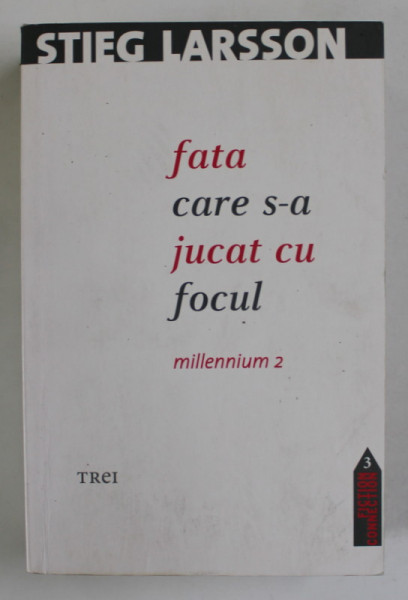 STIEG LARSSON
fata
care s-a
jucat cu
focul
millennium 2
TREI
3
FICTION
CONNECTION